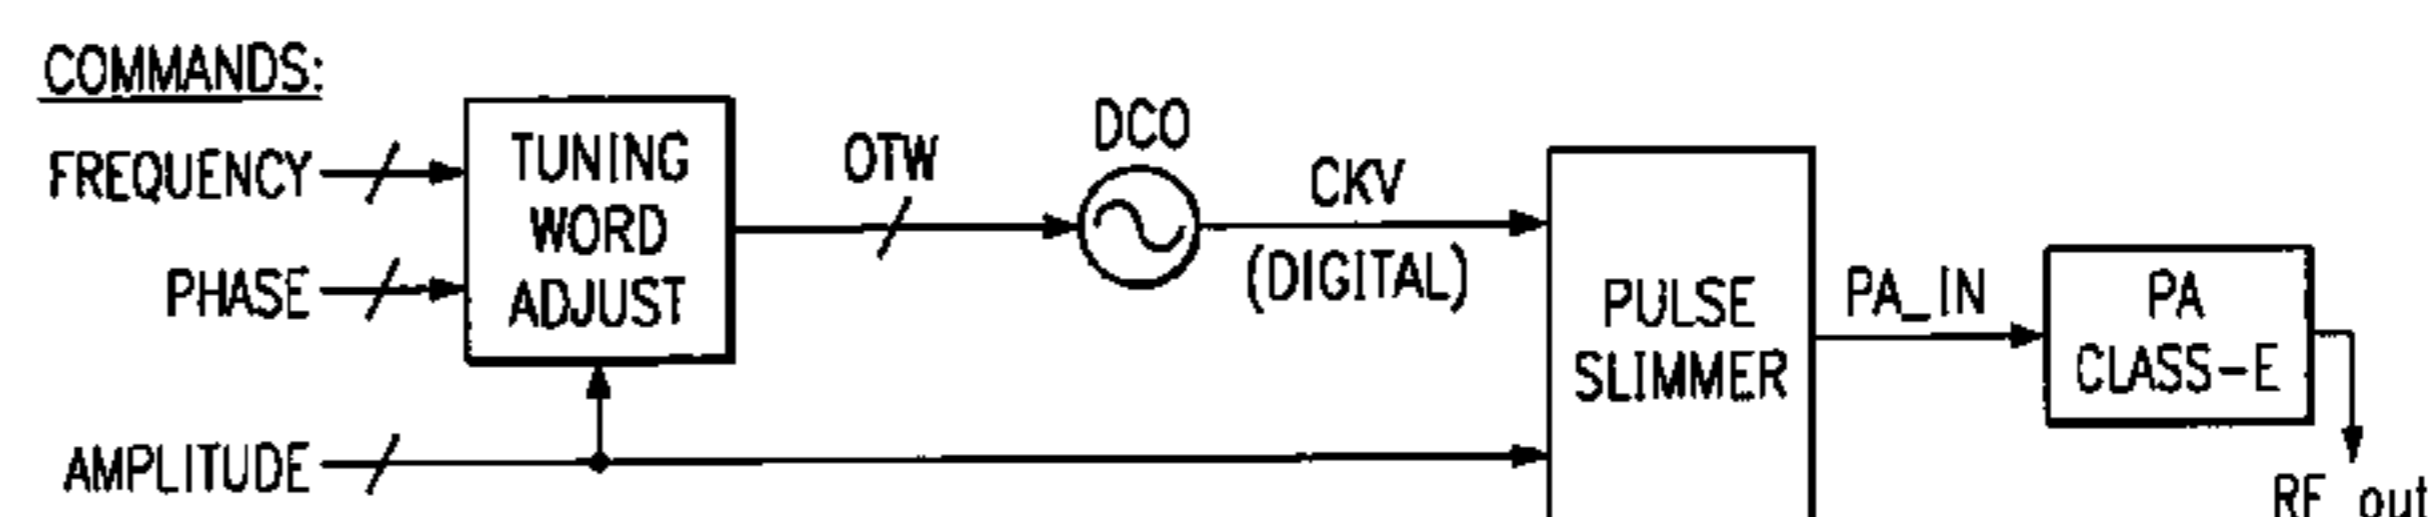 COMMANDS:
FREQUENCY
PHASE
AMPLITUDE
TUNING
WORD
ADJUST
OTW
DCO
CKV
(DIGITAL)
PULSE
SLIMMER
PA_IN
PA
CLASS-E
RF out